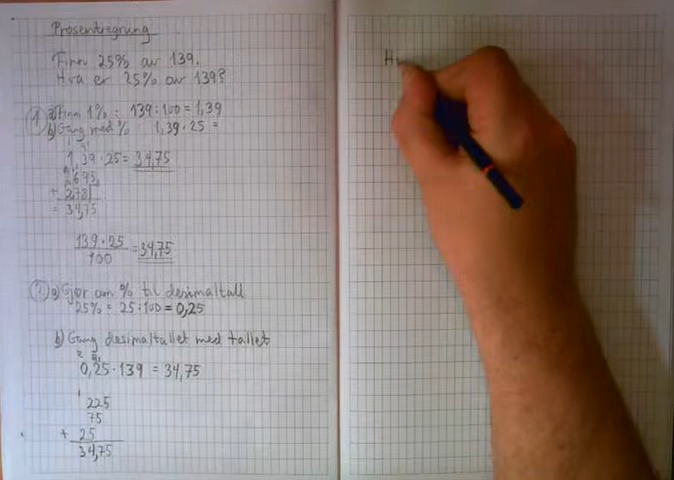 Prosentregning
Finn 25% av 139.
Hva er 25% av 139?
1 a) Finn 1% : 139:100 = 1,39
b) Gang med % 1,39 · 25 =
1,39 · 25 = 34,75
695
+ 278
= 34,75
139 · 25
100
= 34,75
2 a) Gjør om % til desimaltall
25% = 25:100 = 0,25
b) Gang desimaltallet med tallet
0,25 · 139 = 34,75
1
225
75
+ 25
34,75
H